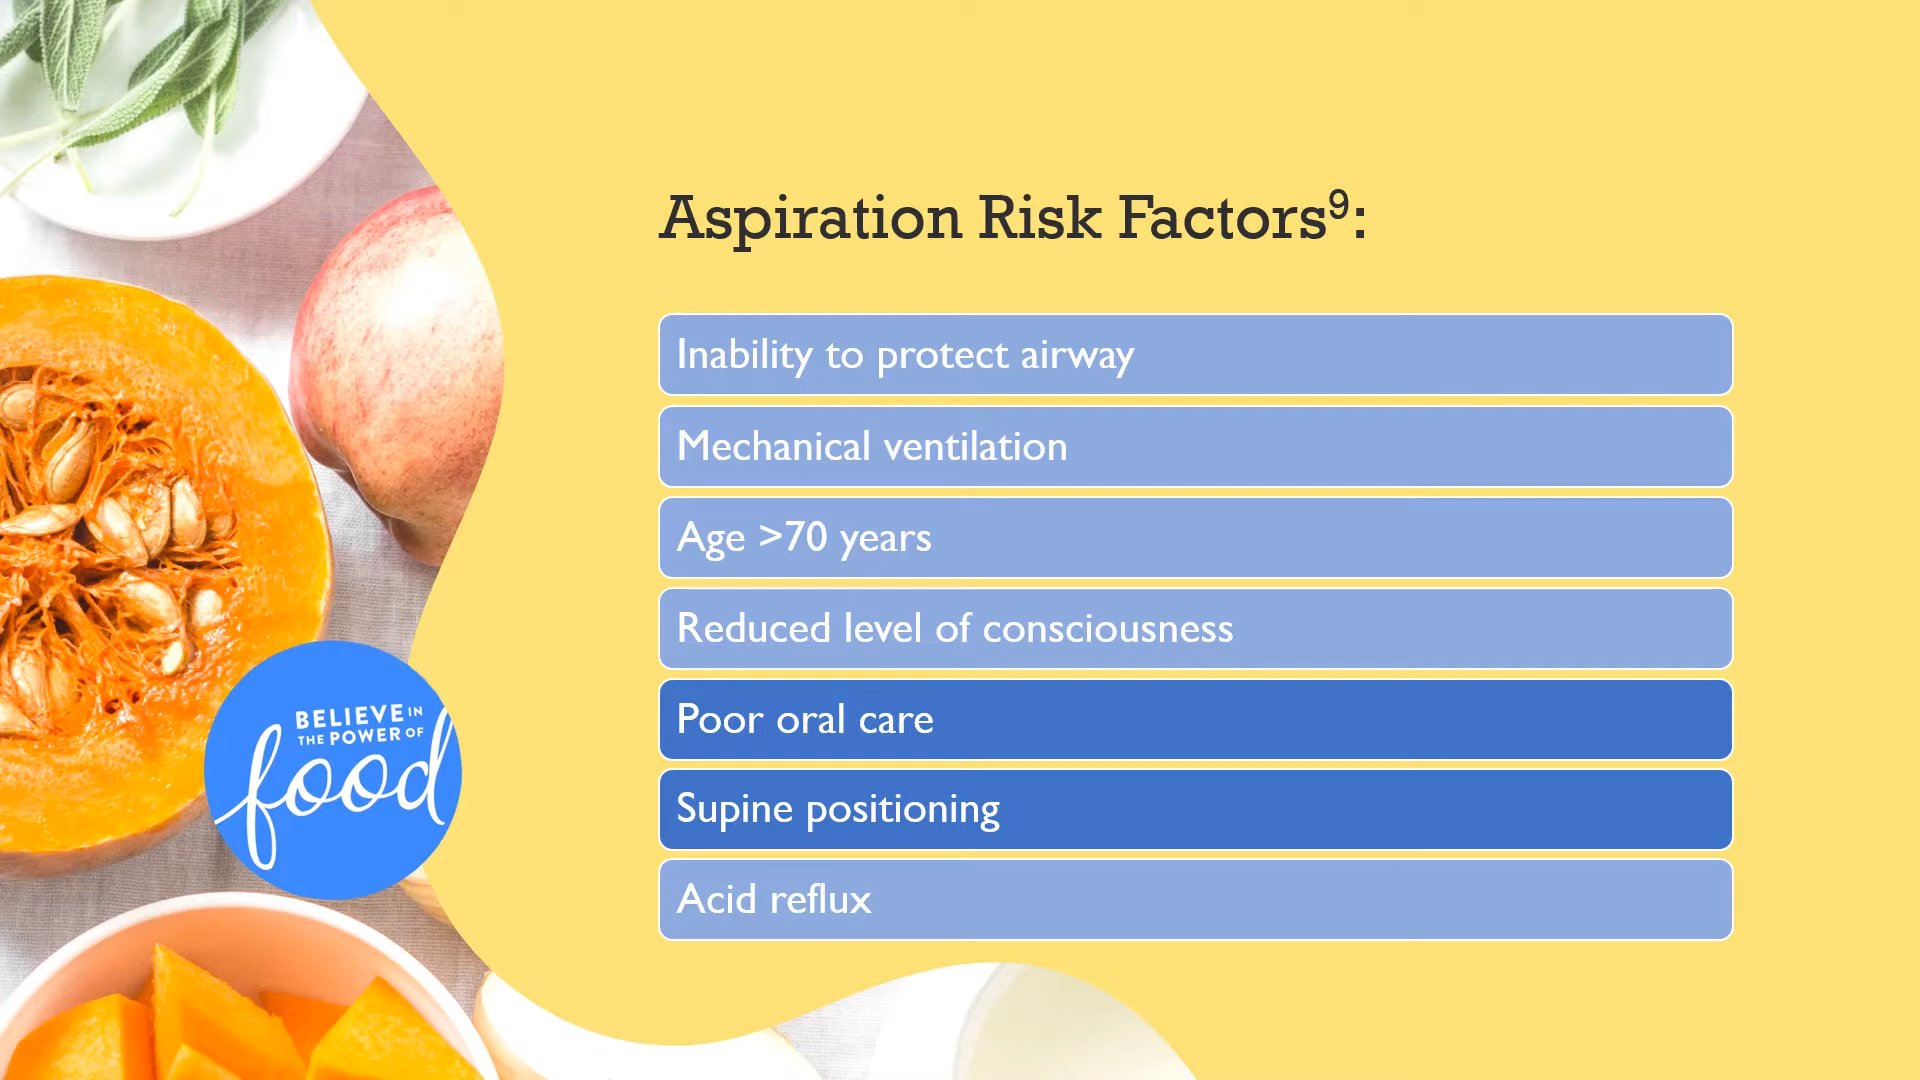 Aspiration Risk Factors⁹:
Inability to protect airway
Mechanical ventilation
Age >70 years
Reduced level of consciousness
Poor oral care
Supine positioning
Acid reflux
BELIEVE IN
THE POWER OF
food